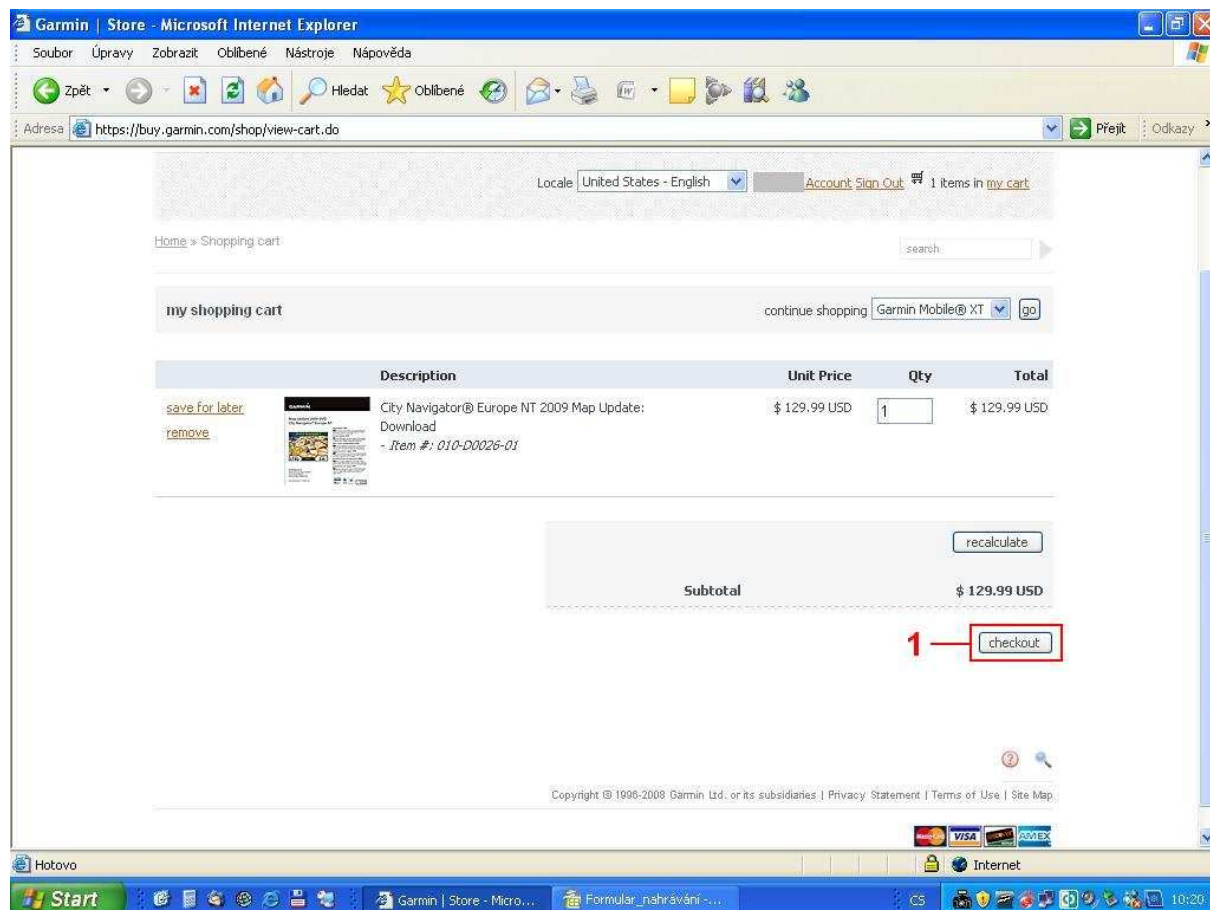 Garmin | Store - Microsoft Internet Explorer
Soubor Úpravy Zobrazit Oblíbené Nástroje Nápověda
Zpět Hledat Oblíbené
Adresa https://buy.garmin.com/shop/view-cart.do Přejít Odkazy
Locale United States - English Account Sign Out 1 items in my cart
Home » Shopping cart search
my shopping cart continue shopping Garmin Mobile® XT go
Description Unit Price Qty Total
save for later City Navigator® Europe NT 2009 Map Update: $ 129.99 USD 1 $ 129.99 USD
remove Download
- Item #: 010-D0026-01
recalculate
Subtotal $ 129.99 USD
1 checkout
Copyright © 1996-2008 Garmin Ltd. or its subsidiaries | Privacy Statement | Terms of Use | Site Map
MasterCard VISA AMEX
Hotovo Internet
Start Garmin | Store - Micro... Formular_nahrávání -... CS 10:20